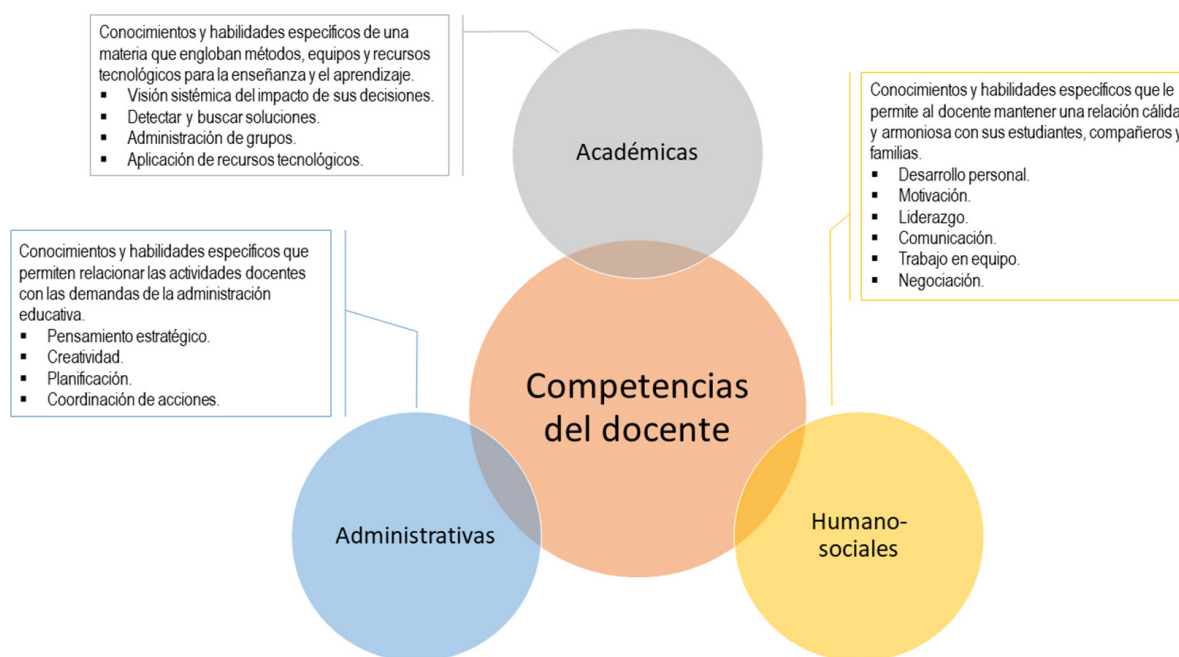 Conocimientos y habilidades específicos de una
materia que engloban métodos, equipos y recursos
tecnológicos para la enseñanza y el aprendizaje.
▪ Visión sistémica del impacto de sus decisiones.
▪ Detectar y buscar soluciones.
▪ Administración de grupos.
▪ Aplicación de recursos tecnológicos.
Académicas
Conocimientos y habilidades específicos que le
permite al docente mantener una relación cálida
y armoniosa con sus estudiantes, compañeros y
familias.
▪ Desarrollo personal.
▪ Motivación.
▪ Liderazgo.
▪ Comunicación.
▪ Trabajo en equipo.
▪ Negociación.
Conocimientos y habilidades específicos que
permiten relacionar las actividades docentes
con las demandas de la administración
educativa.
▪ Pensamiento estratégico.
▪ Creatividad.
▪ Planificación.
▪ Coordinación de acciones.
Competencias
del docente
Administrativas
Humano-
sociales